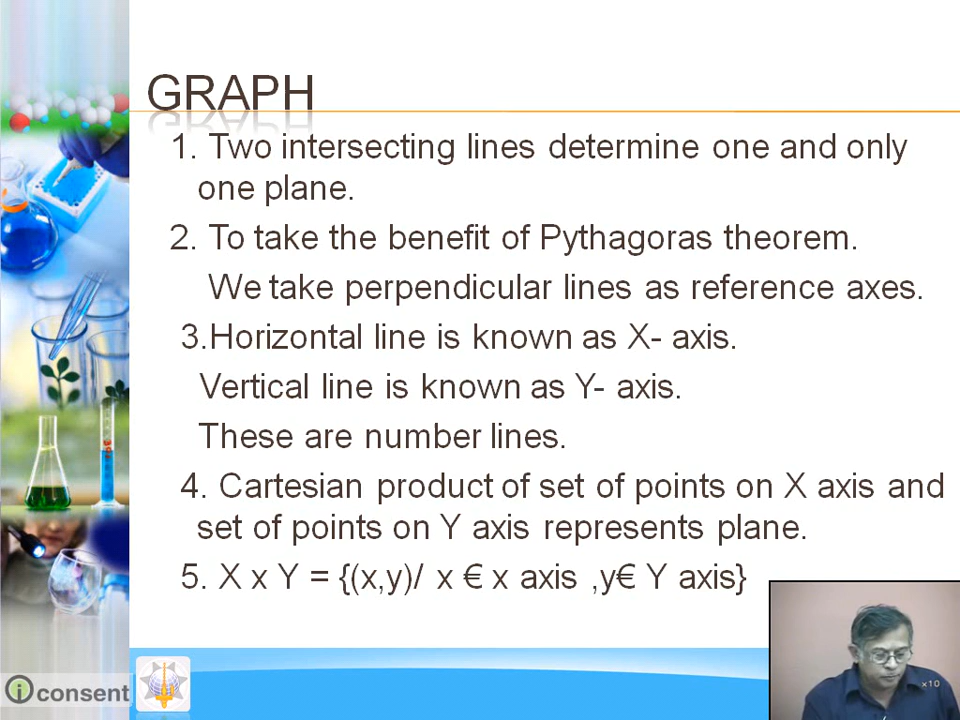 GRAPH
1. Two intersecting lines determine one and only
one plane.
2. To take the benefit of Pythagoras theorem.
We take perpendicular lines as reference axes.
3.Horizontal line is known as X- axis.
Vertical line is known as Y- axis.
These are number lines.
4. Cartesian product of set of points on X axis and
set of points on Y axis represents plane.
5. X x Y = {(x,y)/ x € x axis ,y€ Y axis}
x10
i consent